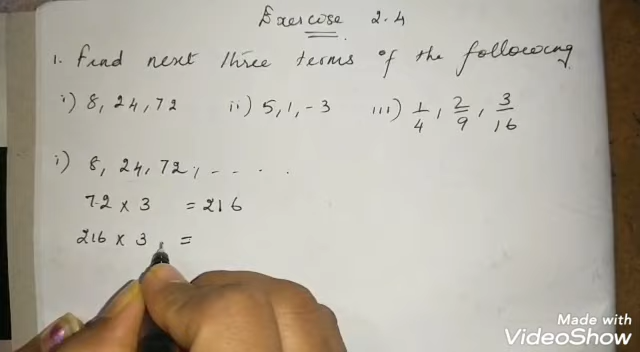 Exercise 2.4
1. Find next three terms of the following
i) 8, 24, 72 ii) 5, 1, -3 iii) 1/4, 2/9, 3/16
i) 8, 24, 72, - - - -
72 × 3 = 216
216 × 3 =
Made with
VideoShow